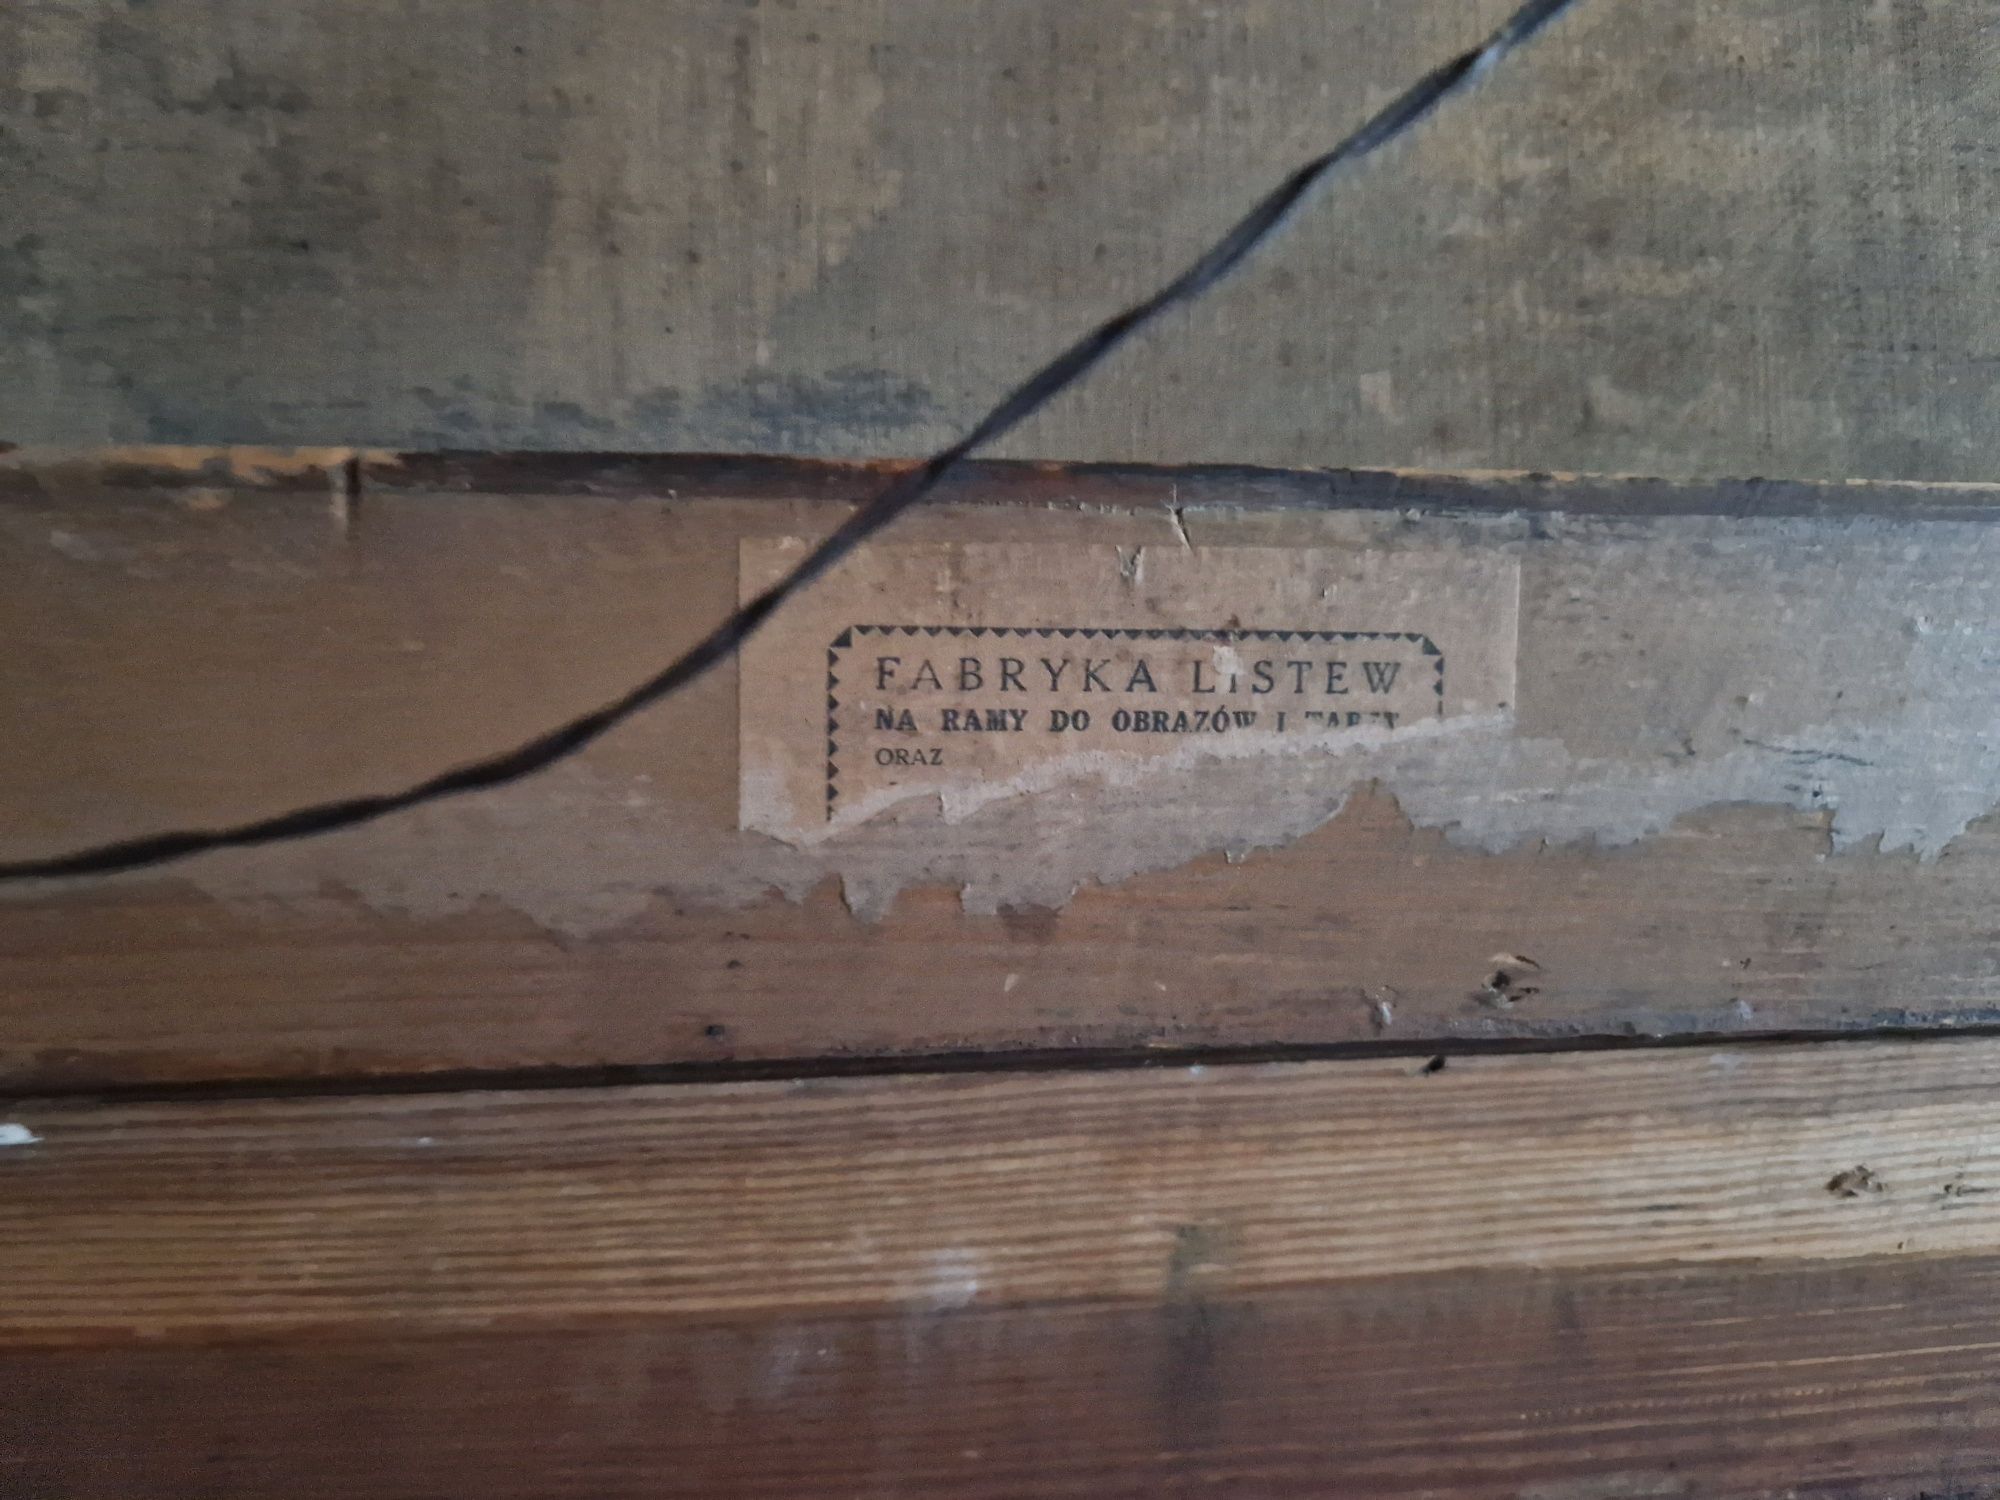 FABRYKA LISTEW
NA RAMY DO OBRAZÓW I
ORAZ